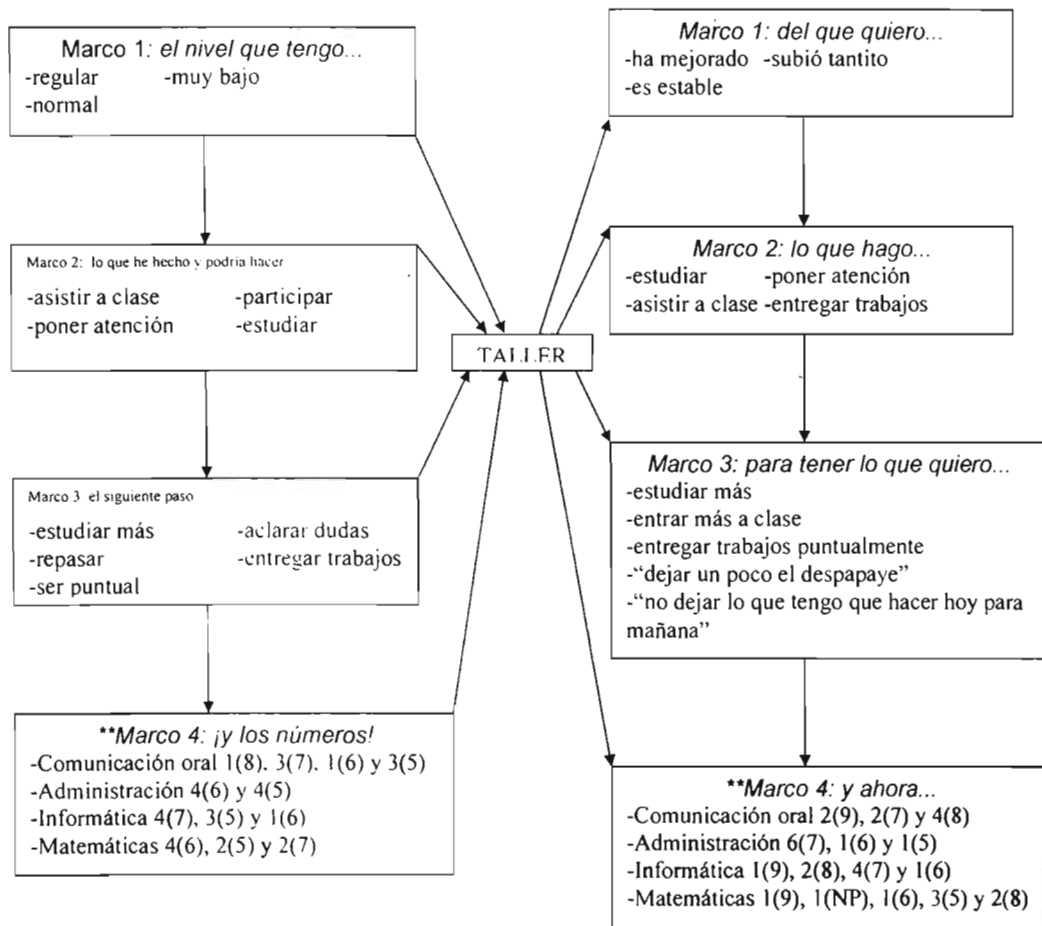 Marco 1: el nivel que tengo...
-regular -muy bajo
-normal
Marco 2: lo que he hecho y podria hacer
-asistir a clase -participar
-poner atención -estudiar
Marco 3 el siguiente paso
-estudiar más -aclarar dudas
-repasar -entregar trabajos
-ser puntual
**Marco 4: ¡y los números!
-Comunicación oral 1(8), 3(7), 1(6) y 3(5)
-Administración 4(6) y 4(5)
-Informática 4(7), 3(5) y 1(6)
-Matemáticas 4(6), 2(5) y 2(7)
TALLER
Marco 1: del que quiero...
-ha mejorado -subió tantito
-es estable
Marco 2: lo que hago...
-estudiar -poner atención
-asistir a clase -entregar trabajos
Marco 3: para tener lo que quiero...
-estudiar más
-entrar más a clase
-entregar trabajos puntualmente
-“dejar un poco el despapaye”
-“no dejar lo que tengo que hacer hoy para
mañana”
**Marco 4: y ahora...
-Comunicación oral 2(9), 2(7) y 4(8)
-Administración 6(7), 1(6) y 1(5)
-Informática 1(9), 2(8), 4(7) y 1(6)
-Matemáticas 1(9), 1(NP), 1(6), 3(5) y 2(8)